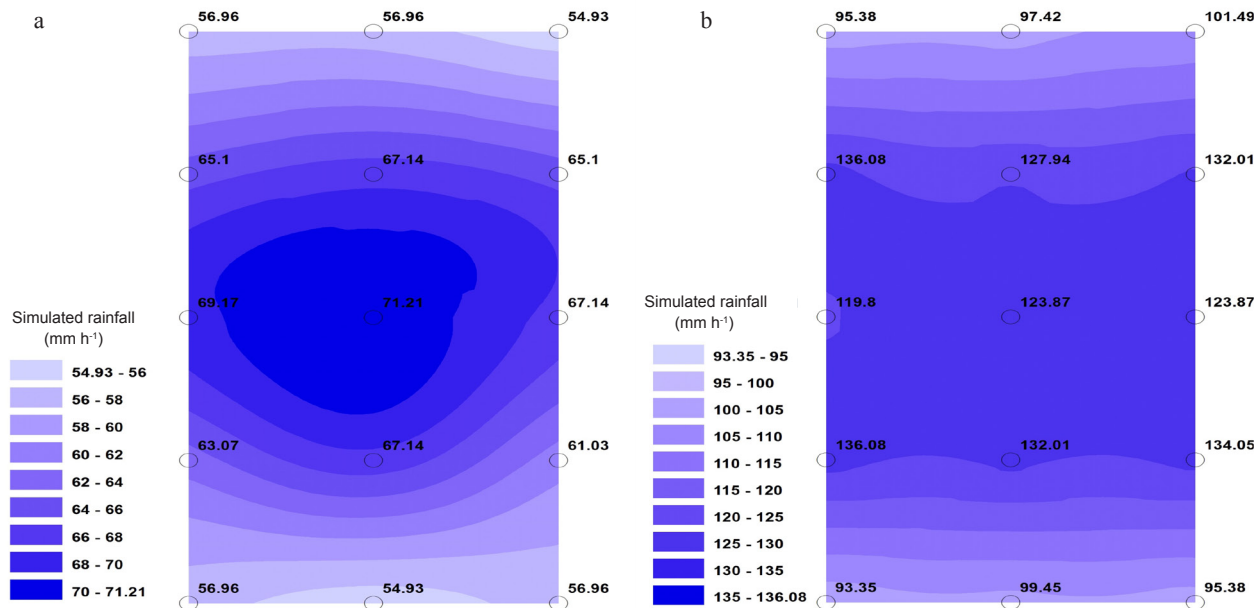 a
56.96 56.96 54.93
65.1 67.14 65.1
69.17 71.21 67.14
63.07 67.14 61.03
56.96 54.93 56.96
Simulated rainfall
(mm h⁻¹)
54.93 - 56
56 - 58
58 - 60
60 - 62
62 - 64
64 - 66
66 - 68
68 - 70
70 - 71.21
b
95.38 97.42 101.49
136.08 127.94 132.01
119.8 123.87 123.87
136.08 132.01 134.05
93.35 99.45 95.38
Simulated rainfall
(mm h⁻¹)
93.35 - 95
95 - 100
100 - 105
105 - 110
110 - 115
115 - 120
120 - 125
125 - 130
130 - 135
135 - 136.08